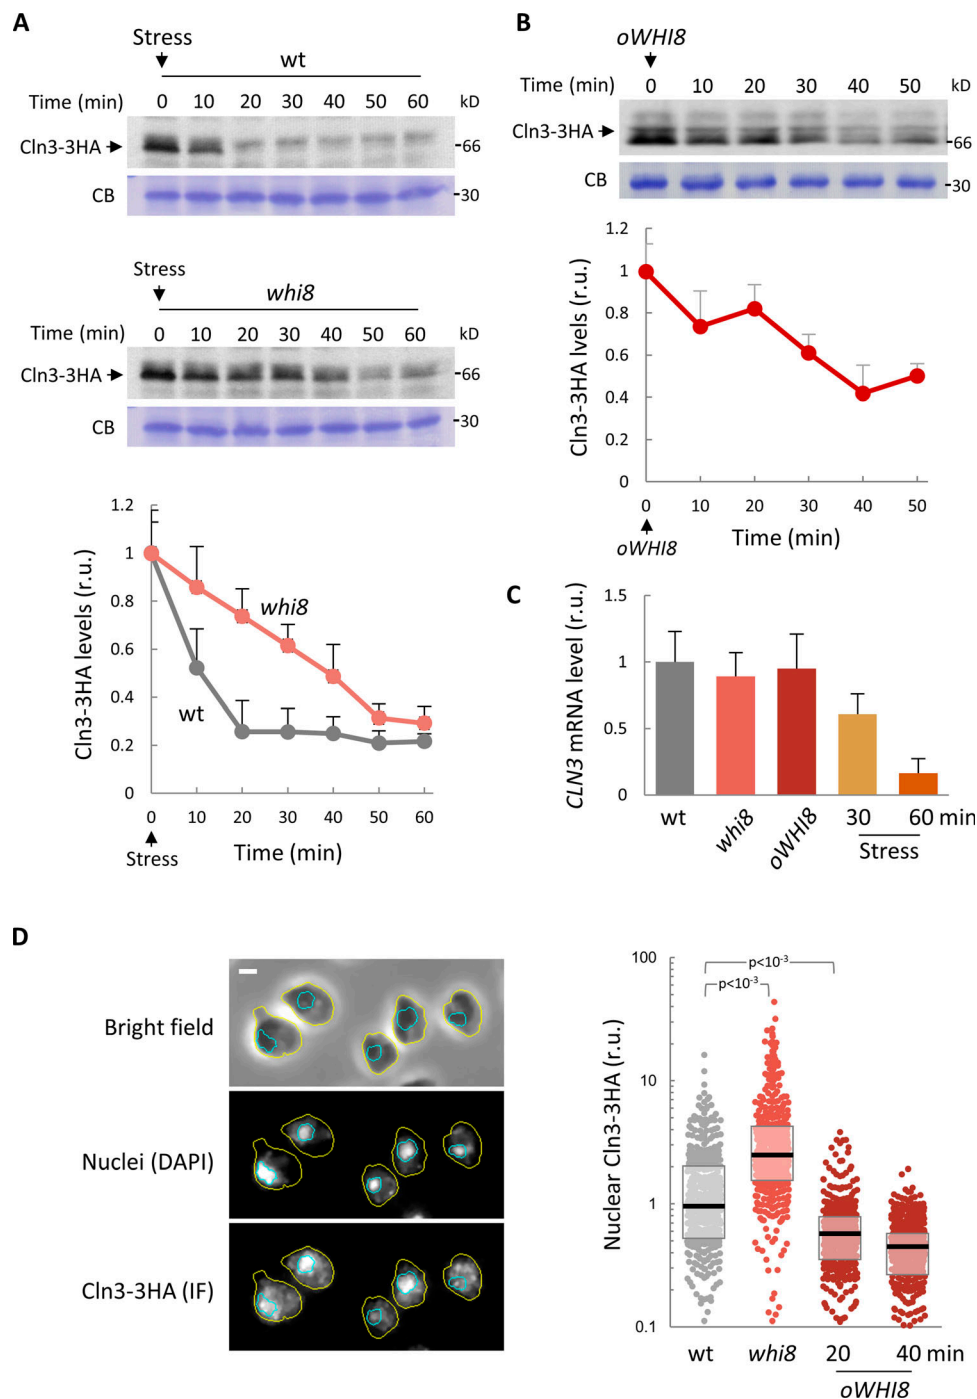 A
Stress
wt
Time (min) 0 10 20 30 40 50 60 kD
Cln3-3HA
66
CB
30
Stress
whi8
Time (min) 0 10 20 30 40 50 60 kD
Cln3-3HA
66
CB
30
Cln3-3HA levels (r.u.)
1.2
1
0.8
0.6
0.4
0.2
0
whi8
wt
0 10 20 30 40 50 60
Stress
Time (min)
B
oWHI8
Time (min) 0 10 20 30 40 50 kD
Cln3-3HA
66
CB
30
Cln3-3HA lvels (r.u.)
1.2
1
0.8
0.6
0.4
0.2
0
0 10 20 30 40 50
oWHI8
Time (min)
C
CLN3 mRNA level (r.u.)
1.5
1
0.5
0
wt
whi8
oWHI8
30
60 min
Stress
D
Bright field
Nuclei (DAPI)
Cln3-3HA (IF)
Nuclear Cln3-3HA (r.u.)
100
10
1
0.1
p<10⁻³
p<10⁻³
wt
whi8
20
40 min
oWHI8